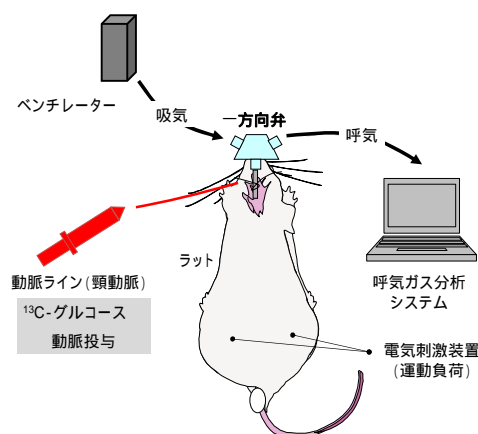 ベンチレーター
吸気
一方向弁
呼気
ラット
動脈ライン(頸動脈)
¹³C-グルコース
動脈投与
呼気ガス分析
システム
電気刺激装置
(運動負荷)